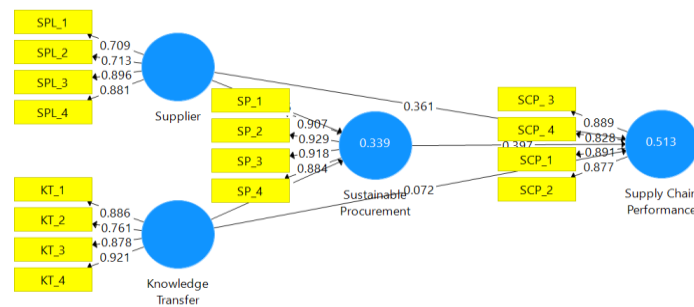 SPL_1
SPL_2
SPL_3
SPL_4
0.709
0.713
0.896
0.881
Supplier
KT_1
KT_2
KT_3
KT_4
0.886
0.761
0.878
0.921
Knowledge
Transfer
SP_1
SP_2
SP_3
SP_4
0.907
0.929
0.918
0.884
0.339
Sustainable
Procurement
0.361
0.397
0.072
SCP_ 3
SCP_ 4
SCP_1
SCP_2
0.889
0.828
0.891
0.877
0.513
Supply Chain
Performance